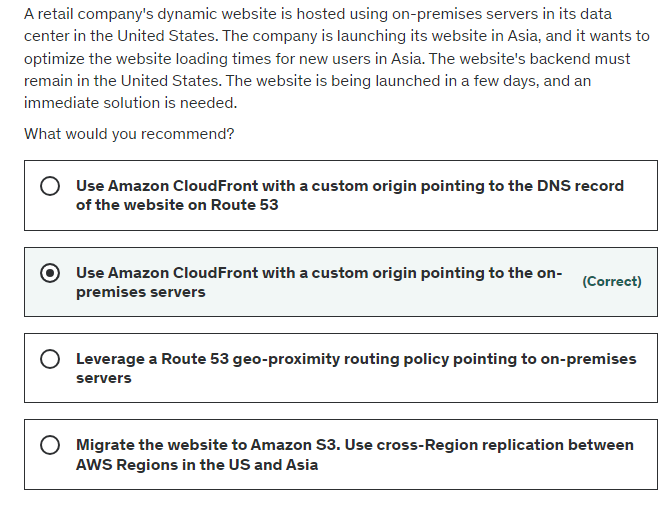 A retail company's dynamic website is hosted using on-premises servers in its data
center in the United States. The company is launching its website in Asia, and it wants to
optimize the website loading times for new users in Asia. The website's backend must
remain in the United States. The website is being launched in a few days, and an
immediate solution is needed.
What would you recommend?
Use Amazon CloudFront with a custom origin pointing to the DNS record
of the website on Route 53
Use Amazon CloudFront with a custom origin pointing to the on-
premises servers
(Correct)
Leverage a Route 53 geo-proximity routing policy pointing to on-premises
servers
Migrate the website to Amazon S3. Use cross-Region replication between
AWS Regions in the US and Asia